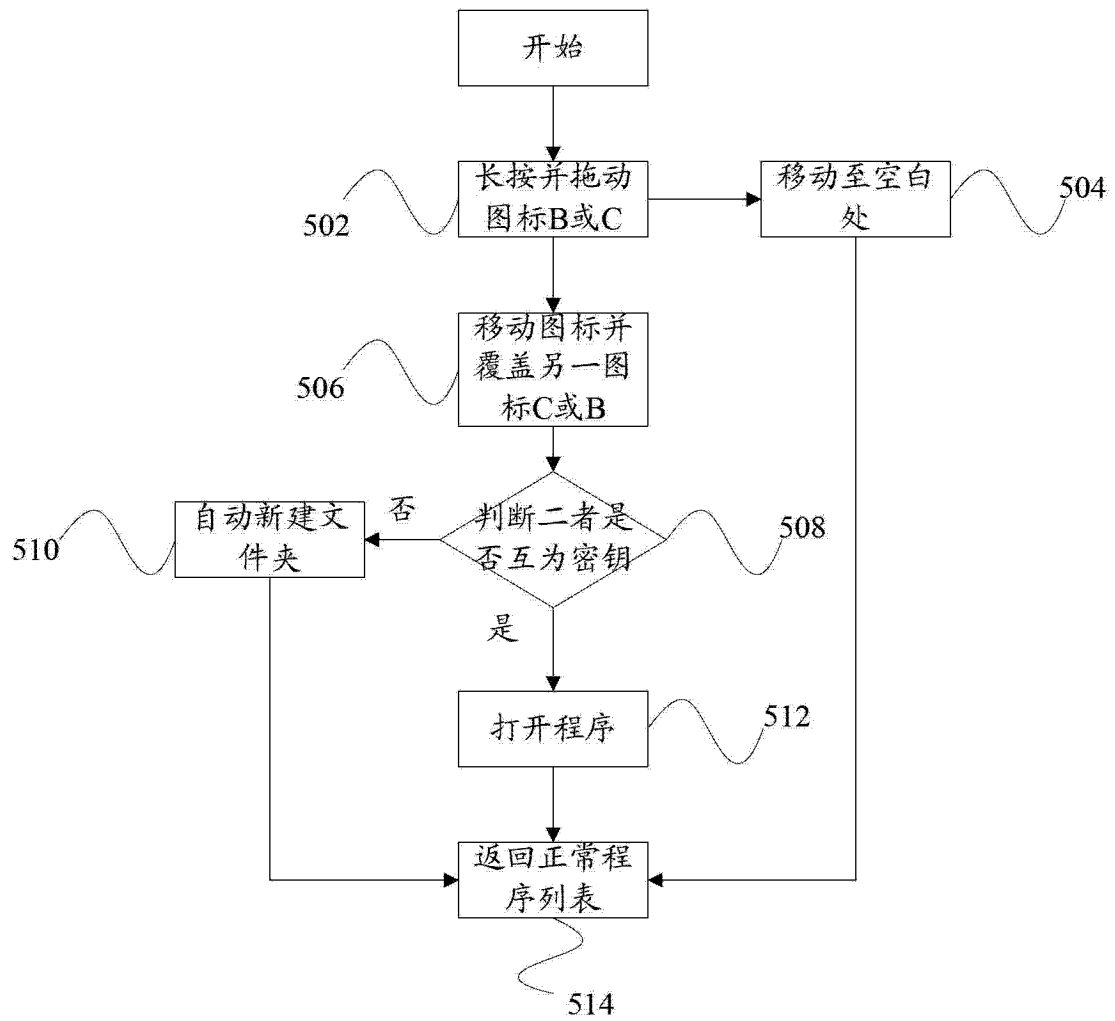 开始
长按并拖动
图标B或C
502
移动至空白
处
504
移动图标并
覆盖另一图
标C或B
506
判断二者是
否互为密钥
508
否
自动新建文
件夹
510
是
打开程序
512
返回正常程
序列表
514